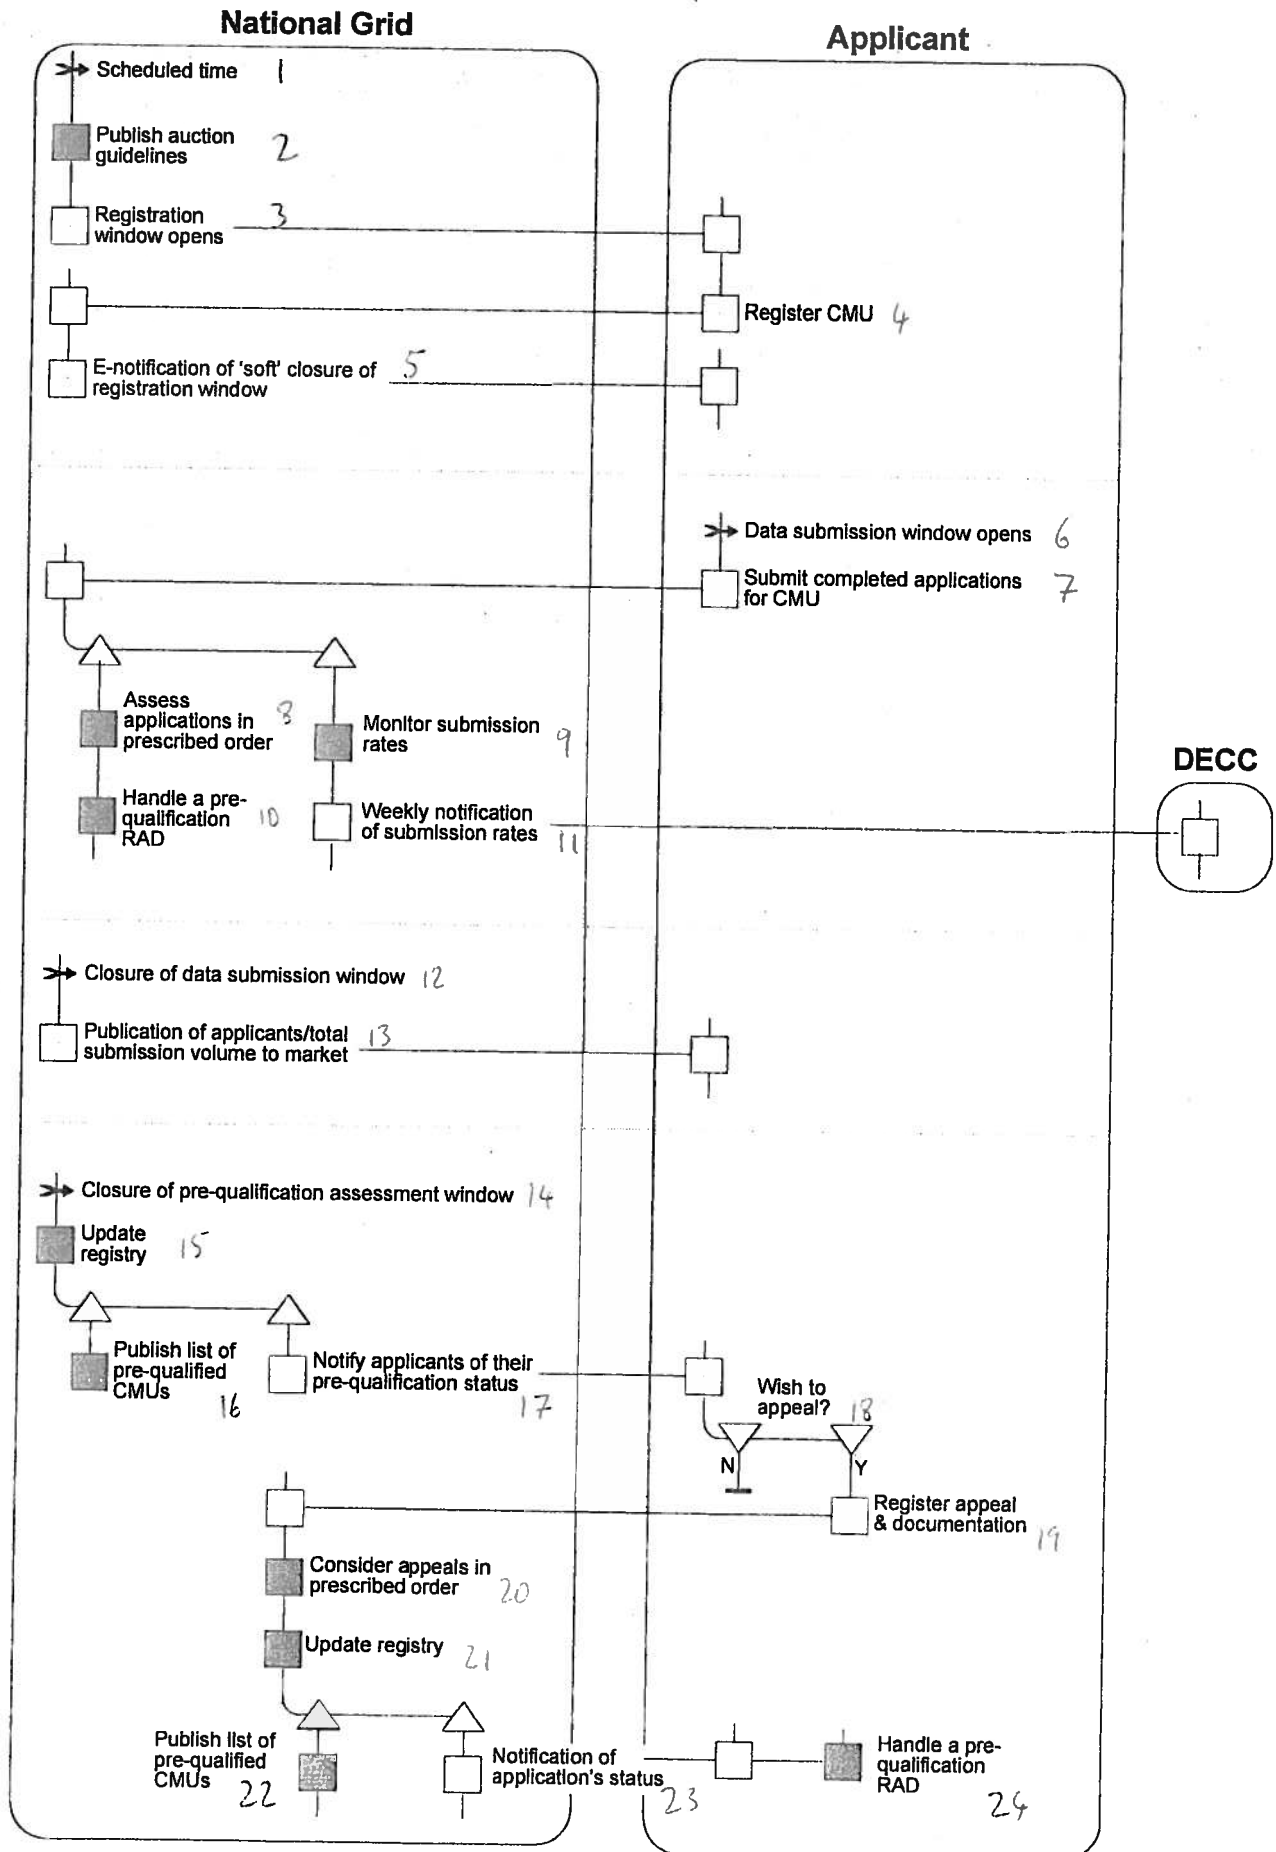 National Grid
Applicant
Scheduled time 1
Publish auction
guidelines 2
Registration 3
window opens
Register CMU 4
E-notification of 'soft' closure of 5
registration window
Data submission window opens 6
Submit completed applications 7
for CMU
Assess
applications in 8
prescribed order
Monitor submission 9
rates
DECC
Handle a pre-
qualification 10
RAD
Weekly notification
of submission rates 11
Closure of data submission window 12
Publication of applicants/total 13
submission volume to market
Closure of pre-qualification assessment window 14
Update
registry 15
Publish list of
pre-qualified
CMUs 16
Notify applicants of their
pre-qualification status 17
Wish to
appeal? 18
N
Y
Register appeal
& documentation 19
Consider appeals in
prescribed order 20
Update registry 21
Publish list of
pre-qualified
CMUs 22
Notification of
application's status 23
Handle a pre-
qualification
RAD 24